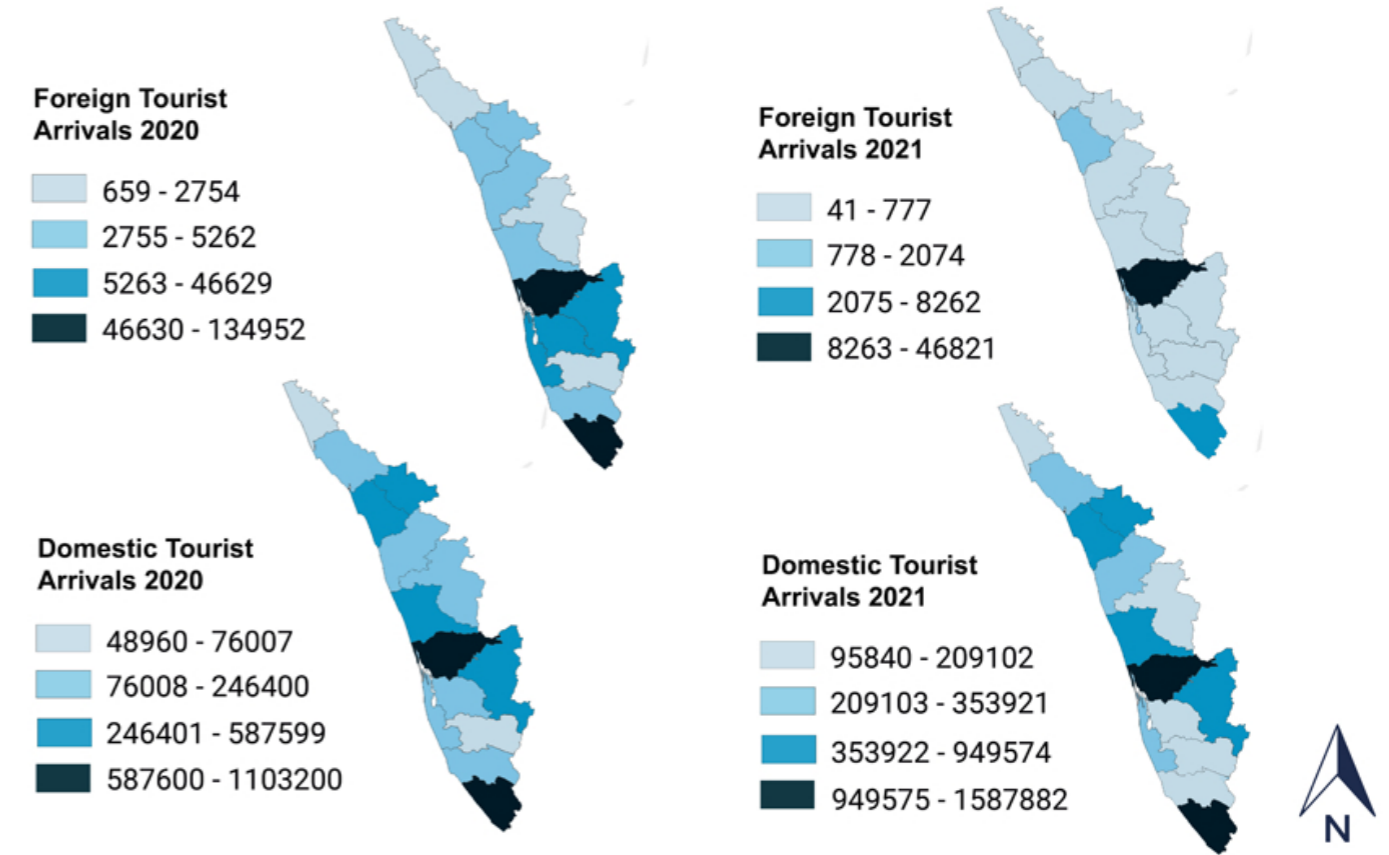 Foreign Tourist
Arrivals 2020
659 - 2754
2755 - 5262
5263 - 46629
46630 - 134952
Foreign Tourist
Arrivals 2021
41 - 777
778 - 2074
2075 - 8262
8263 - 46821
Domestic Tourist
Arrivals 2020
48960 - 76007
76008 - 246400
246401 - 587599
587600 - 1103200
Domestic Tourist
Arrivals 2021
95840 - 209102
209103 - 353921
353922 - 949574
949575 - 1587882
N